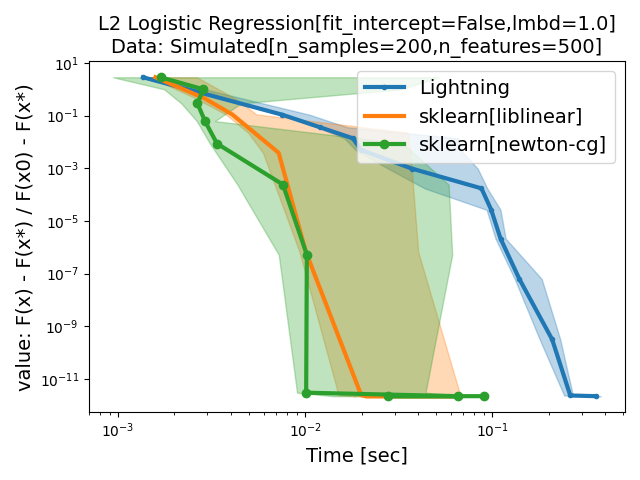 L2 Logistic Regression[fit_intercept=False,lmbd=1.0]
Data: Simulated[n_samples=200,n_features=500]
value: F(x) - F(x*) / F(x0) - F(x*)
10¹
10⁻¹
10⁻³
10⁻⁵
10⁻⁷
10⁻⁹
10⁻¹¹
Lightning
sklearn[liblinear]
sklearn[newton-cg]
10⁻³
10⁻²
10⁻¹
Time [sec]